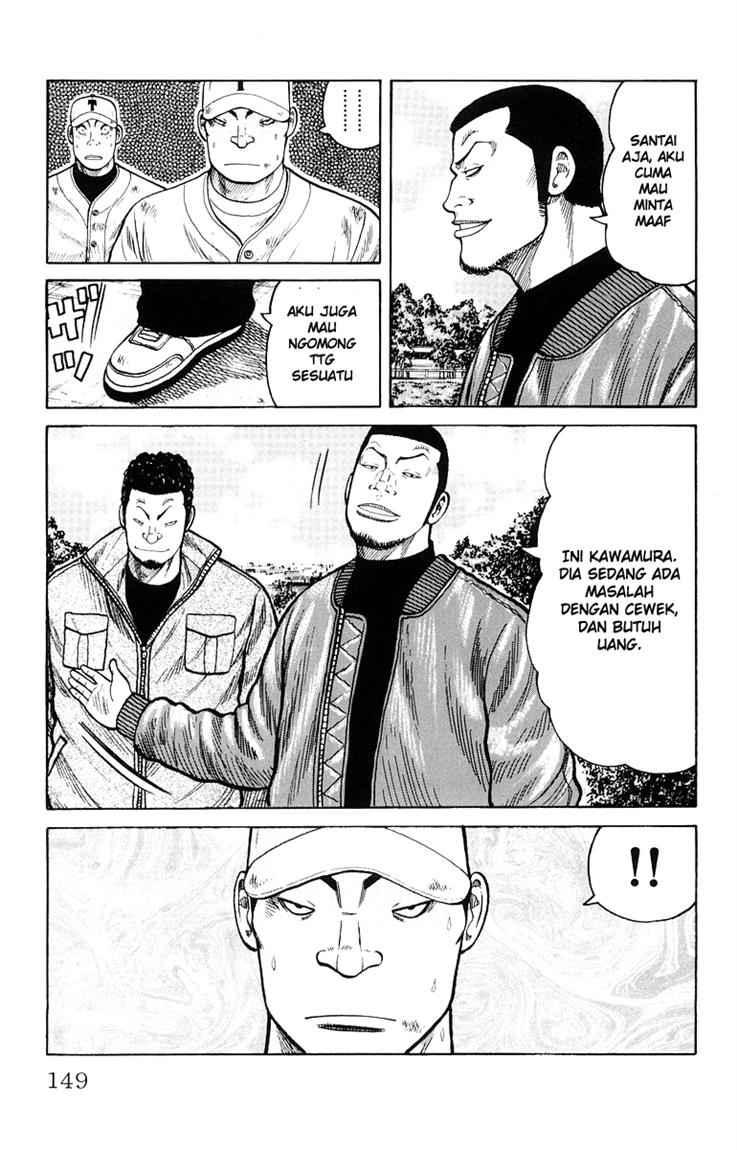 SANTAI
AJA, AKU
CUMA
MAU
MINTA
MAAF
T
T
AKU JUGA
MAU
NGOMONG
TTG
SESUATU
INI KAWAMURA.
DIA SEDANG ADA
MASALAH
DENGAN CEWEK,
DAN BUTUH
UANG.
!!
149